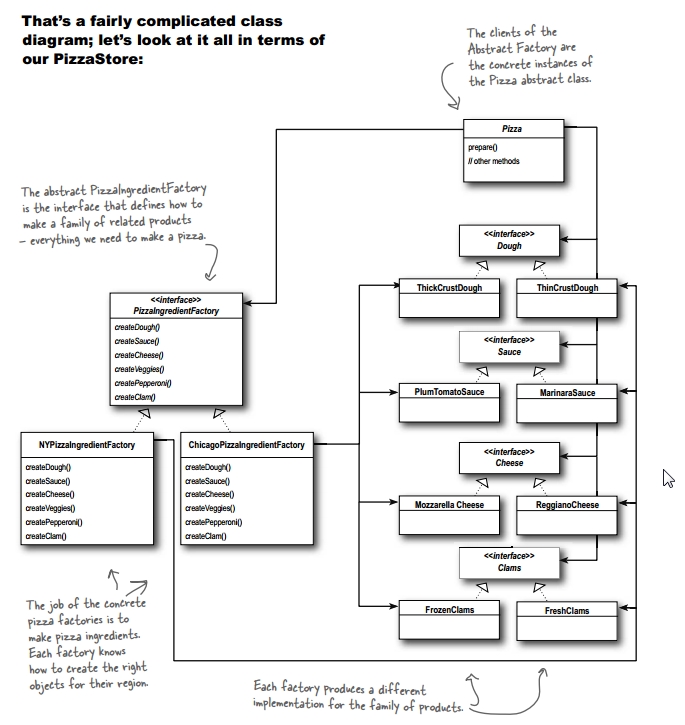 That's a fairly complicated class
diagram; let's look at it all in terms of
our PizzaStore:
The clients of the
Abstract Factory are
the concrete instances of
the Pizza abstract class.
Pizza
prepare()
// other methods
The abstract PizzaIngredientFactory
is the interface that defines how to
make a family of related products
– everything we need to make a pizza.
<<interface>>
Dough
ThickCrustDough
ThinCrustDough
<<interface>>
PizzaIngredientFactory
createDough()
createSauce()
createCheese()
createVeggies()
createPepperoni()
createClam()
<<interface>>
Sauce
PlumTomatoSauce
MarinaraSauce
NYPizzaIngredientFactory
createDough()
createSauce()
createCheese()
createVeggies()
createPepperoni()
createClam()
ChicagoPizzaIngredientFactory
createDough()
createSauce()
createCheese()
createVeggies()
createPepperoni()
createClam()
<<interface>>
Cheese
Mozzarella Cheese
ReggianoCheese
<<interface>>
Clams
FrozenClams
FreshClams
The job of the concrete
pizza factories is to
make pizza ingredients.
Each factory knows
how to create the right
objects for their region.
Each factory produces a different
implementation for the family of products.